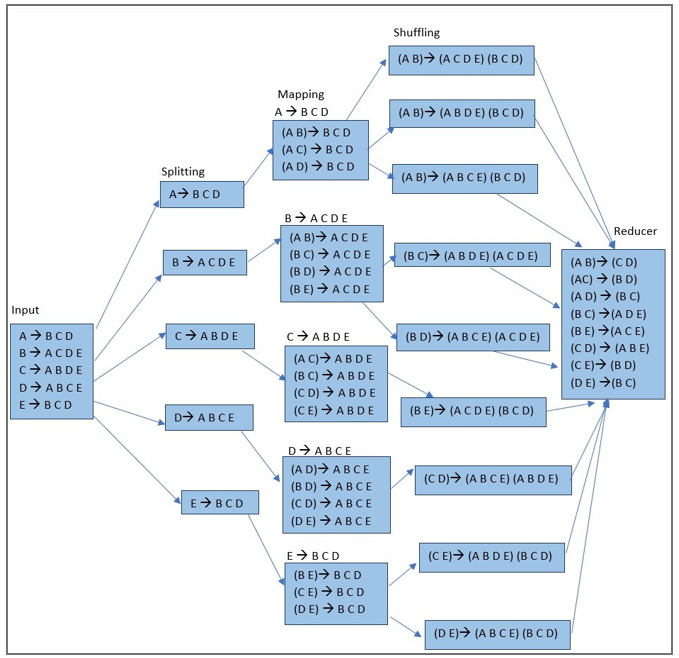 Input
A → B C D
B → A C D E
C → A B D E
D → A B C E
E → B C D
Splitting
A → B C D
B → A C D E
C → A B D E
D → A B C E
E → B C D
Mapping
A → B C D
(A B) → B C D
(A C) → B C D
(A D) → B C D
B → A C D E
(A B) → A C D E
(B C) → A C D E
(B D) → A C D E
(B E) → A C D E
C → A B D E
(A C) → A B D E
(B C) → A B D E
(C D) → A B D E
(C E) → A B D E
D → A B C E
(A D) → A B C E
(B D) → A B C E
(C D) → A B C E
(D E) → A B C E
E → B C D
(B E) → B C D
(C E) → B C D
(D E) → B C D
Shuffling
(A B) → (A C D E) (B C D)
(A B) → (A B D E) (B C D)
(A B) → (A B C E) (B C D)
(B C) → (A B D E) (A C D E)
(B D) → (A B C E) (A C D E)
(B E) → (A C D E) (B C D)
(C D) → (A B C E) (A B D E)
(C E) → (A B D E) (B C D)
(D E) → (A B C E) (B C D)
Reducer
(A B) → (C D)
(AC) → (B D)
(A D) → (B C)
(B C) → (A D E)
(B E) → (A C E)
(C D) → (A B E)
(C E) → (B D)
(D E) → (B C)